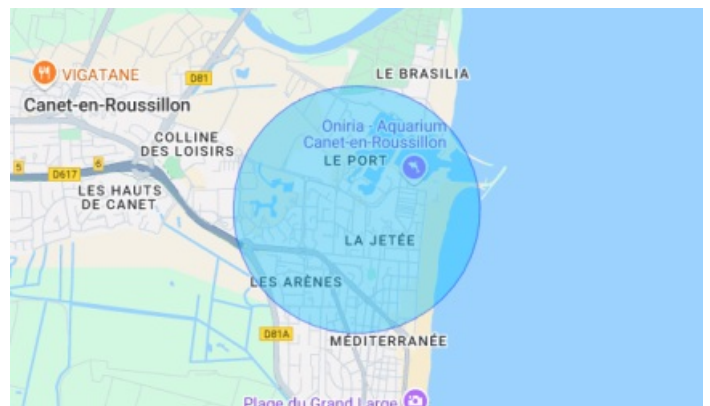 LE BRASILIA
VIGATANE
D81
Canet-en-Roussillon
Oniria - Aquarium
Canet-en-Roussillon
COLLINE
DES LOISIRS
LE PORT
5
6
D617
LES HAUTS
DE CANET
LA JETÉE
LES ARÈNES
D81A
MÉDITERRANÉE
Plage du Grand Large